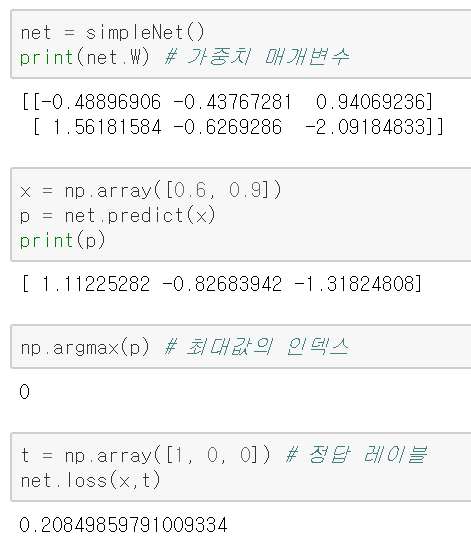 net = simpleNet()
print(net.W) # 가중치 매개변수
[[-0.48896906 -0.43767281  0.94069236]
 [ 1.56181584 -0.6269286  -2.09184833]]
x = np.array([0.6, 0.9])
p = net.predict(x)
print(p)
[ 1.11225282 -0.82683942 -1.31824808]
np.argmax(p) # 최대값의 인덱스
0
t = np.array([1, 0, 0]) # 정답 레이블
net.loss(x,t)
0.20849859791009334